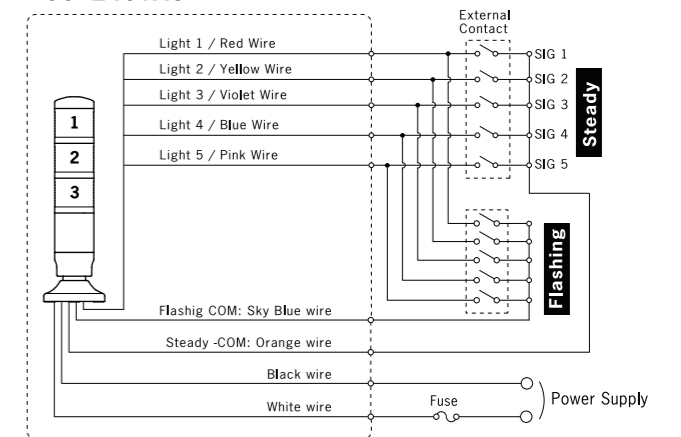 External
Contact
Light 1 / Red Wire
SIG 1
Light 2 / Yellow Wire
SIG 2
Light 3 / Violet Wire
SIG 3
Light 4 / Blue Wire
SIG 4
Light 5 / Pink Wire
SIG 5
Steady
1
2
3
Flashing
Flashig COM: Sky Blue wire
Steady -COM: Orange wire
Black wire
White wire
Fuse
Power Supply